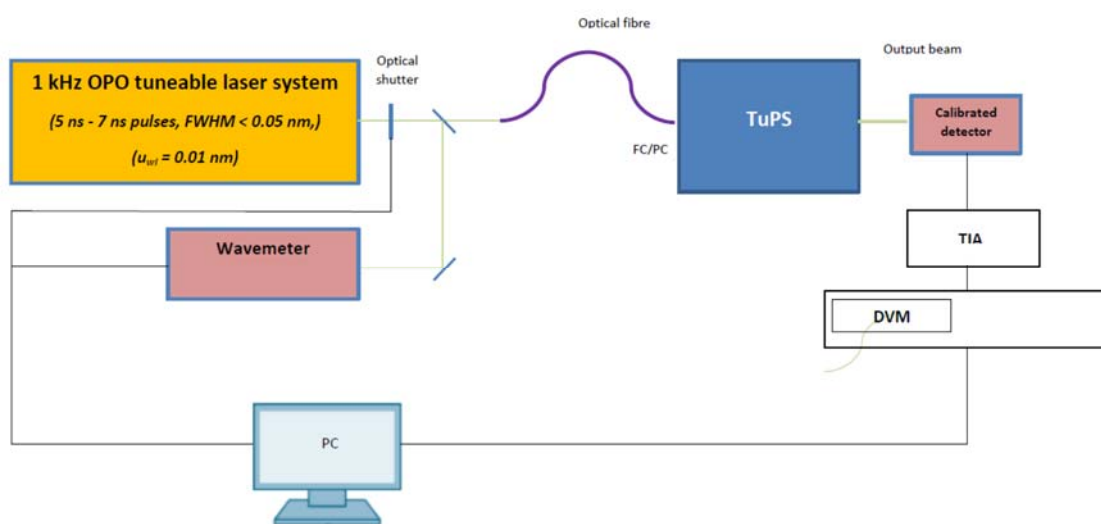 Optical fibre
1 kHz OPO tuneable laser system
(5 ns - 7 ns pulses, FWHM < 0.05 nm,)
(uwl = 0.01 nm)
Optical
shutter
FC/PC
TuPS
Output beam
Calibrated
detector
Wavemeter
TIA
DVM
PC